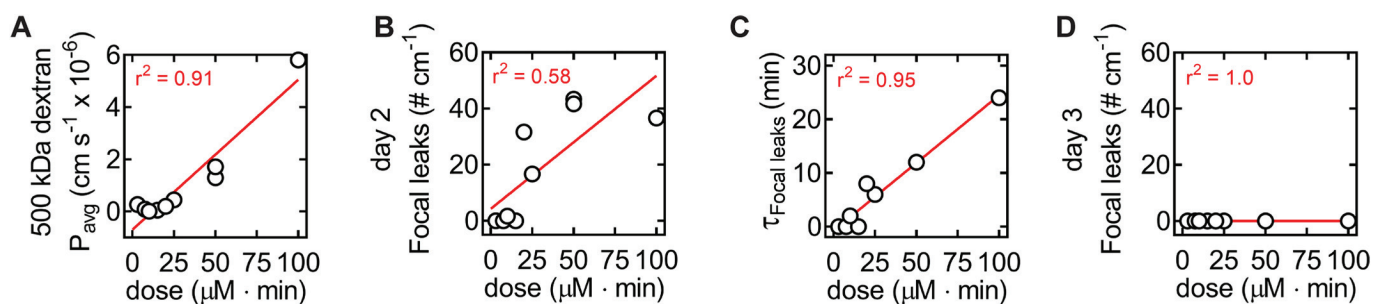 A
500 kDa dextran
P_avg (cm s⁻¹ x 10⁻⁶)
6
4
2
0
r² = 0.91
0 25 50 75 100
dose (μM · min)
B
day 2
Focal leaks (# cm⁻¹)
60
40
20
0
r² = 0.58
0 25 50 75 100
dose (μM · min)
C
τ_Focal leaks (min)
30
20
10
0
r² = 0.95
0 25 50 75 100
dose (μM · min)
D
day 3
Focal leaks (# cm⁻¹)
60
40
20
0
r² = 1.0
0 25 50 75 100
dose (μM · min)